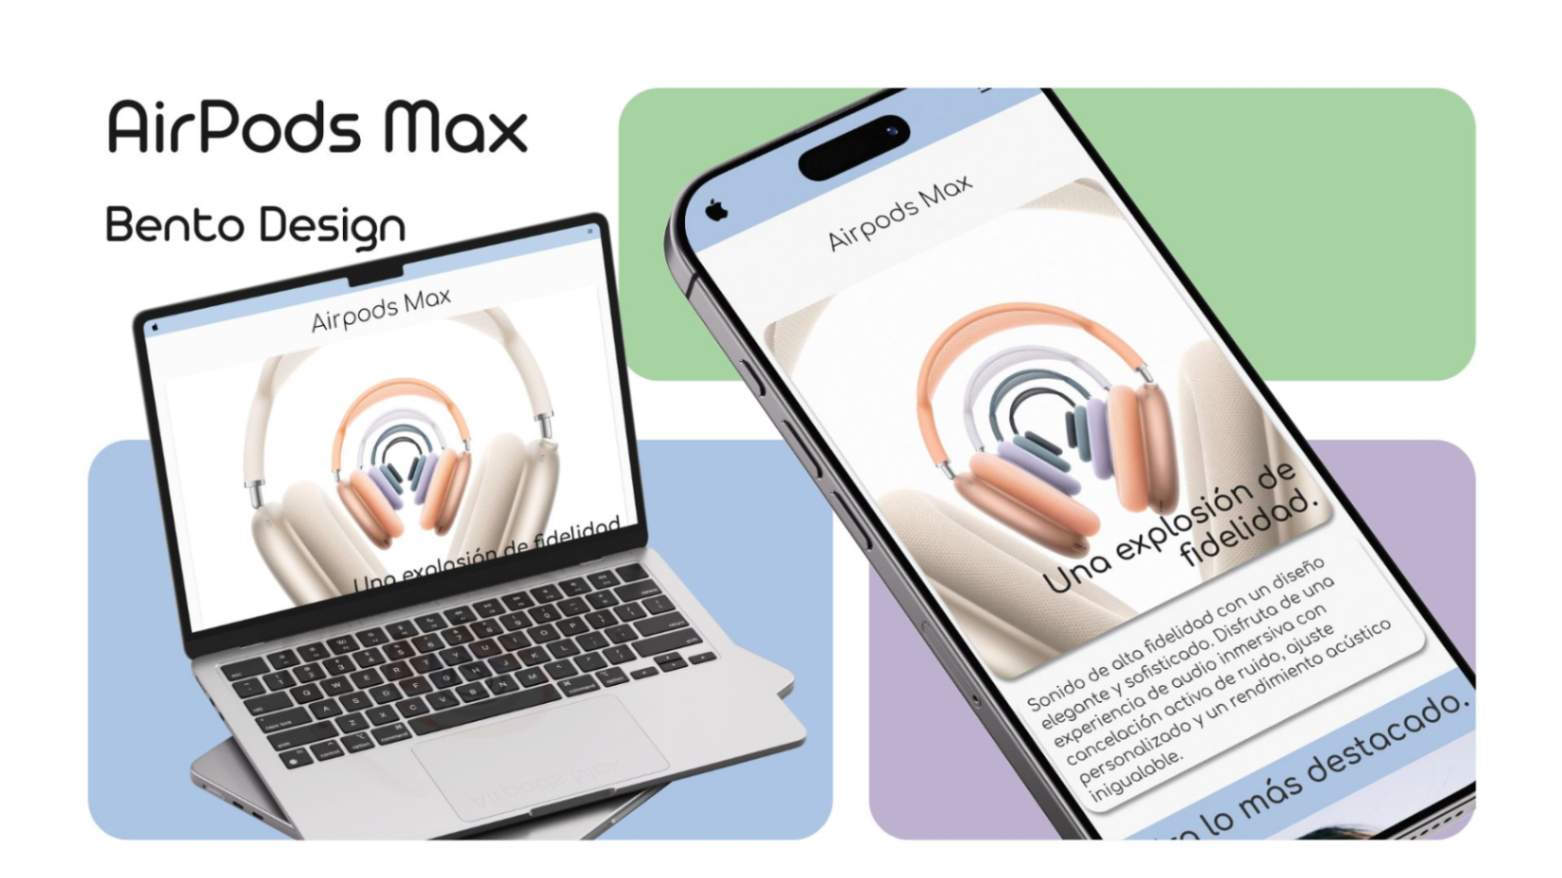 AirPods Max
Bento Design
Airpods Max
Una explosión de fidelidad
Airpods Max
Una explosión de
fidelidad.
Sonido de alta fidelidad con un diseño
elegante y sofisticado. Disfruta de una
experiencia de audio inmersiva con
cancelación activa de ruido, ajuste
personalizado y un rendimiento acústico
inigualable.
lo más destacado.